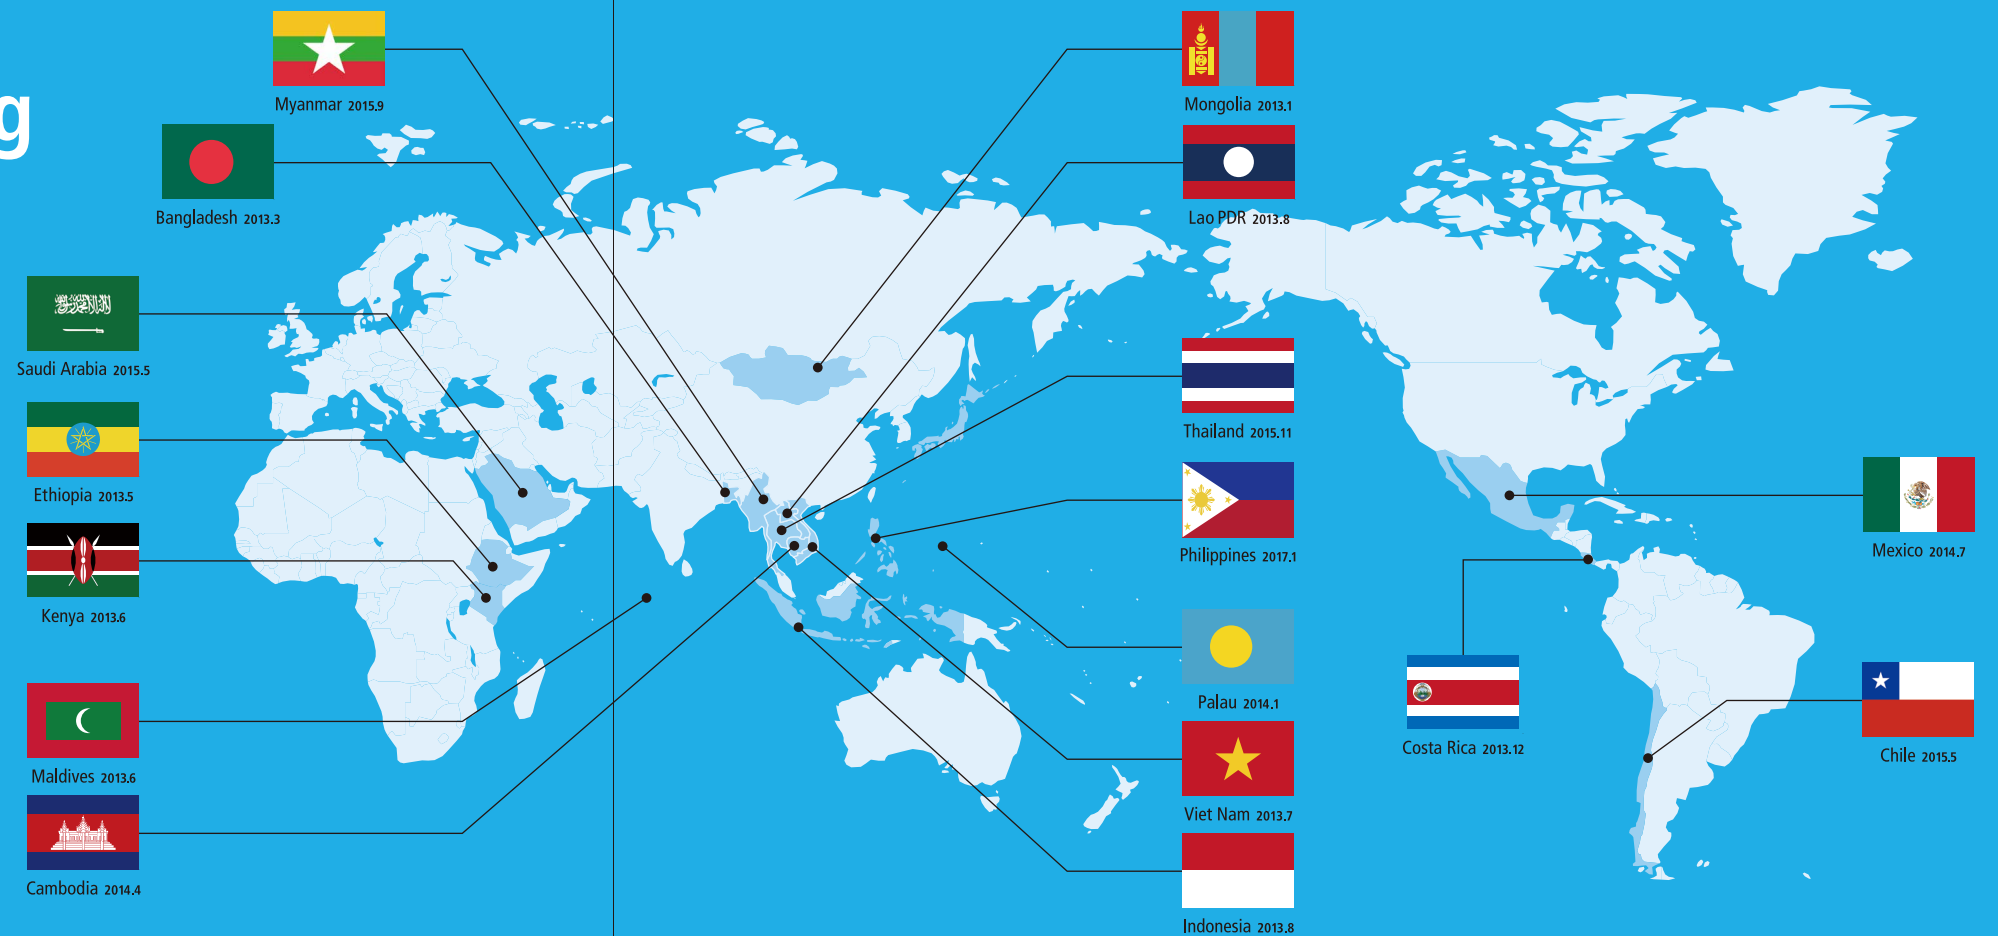 g
Myanmar 2015.9
Bangladesh 2013.3
Saudi Arabia 2015.5
Ethiopia 2013.5
Kenya 2013.6
Maldives 2013.6
Cambodia 2014.4
Mongolia 2013.1
Lao PDR 2013.8
Thailand 2015.11
Philippines 2017.1
Palau 2014.1
Viet Nam 2013.7
Indonesia 2013.8
Costa Rica 2013.12
Mexico 2014.7
Chile 2015.5